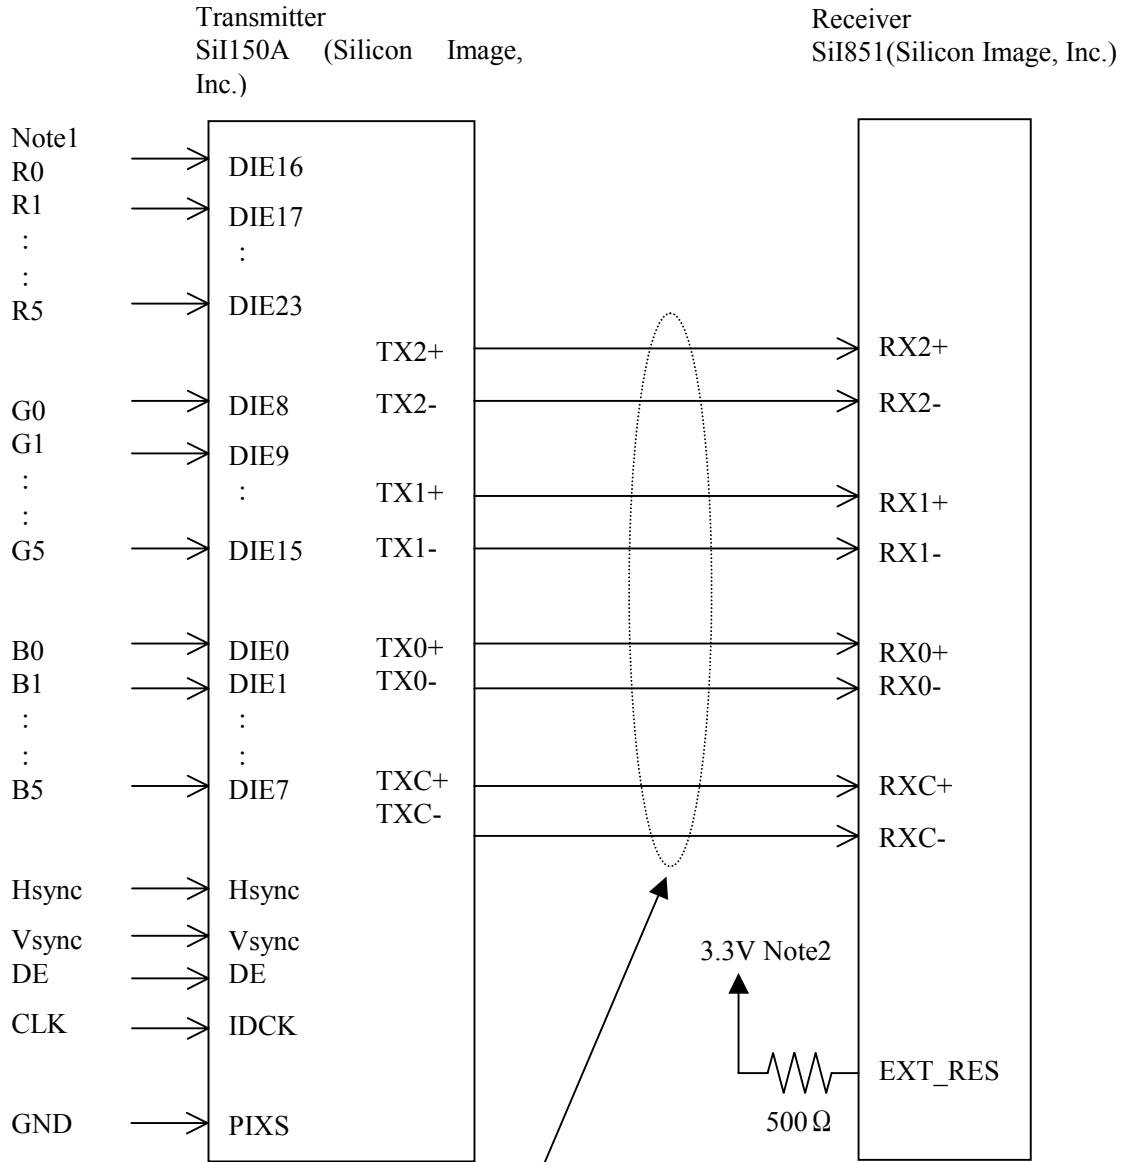 Transmitter
SiI150A (Silicon Image,
Inc.)
Receiver
SiI851(Silicon Image, Inc.)
Note1
R0
R1
:
:
R5
G0
G1
:
:
G5
B0
B1
:
:
B5
Hsync
Vsync
DE
CLK
GND
DIE16
DIE17
:
DIE23
DIE8
DIE9
:
DIE15
DIE0
DIE1
:
:
DIE7
Hsync
Vsync
DE
IDCK
PIXS
TX2+
TX2-
TX1+
TX1-
TX0+
TX0-
TXC+
TXC-
RX2+
RX2-
RX1+
RX1-
RX0+
RX0-
RXC+
RXC-
3.3V Note2
EXT_RES
500Ω